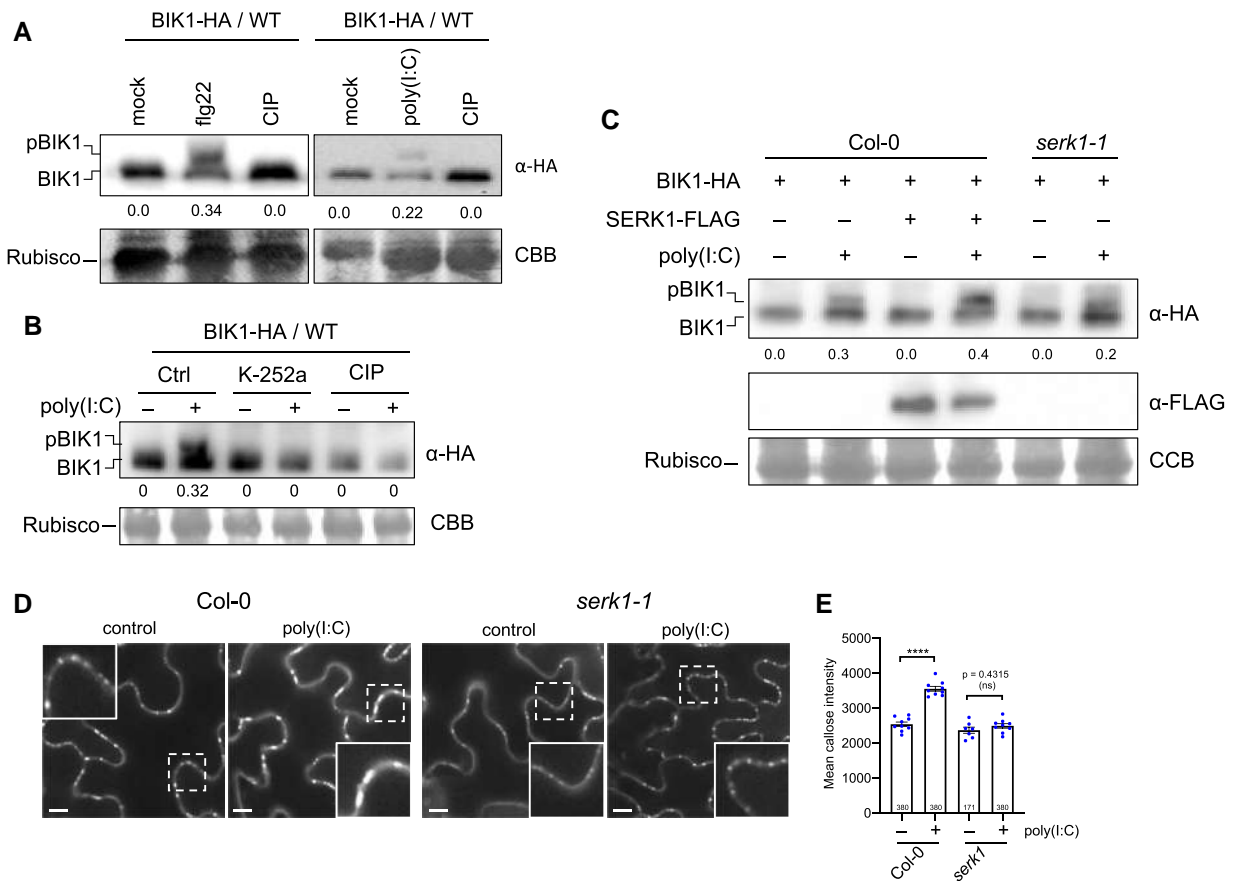 A
BIK1-HA / WT
BIK1-HA / WT
mock
flg22
CIP
mock
poly(I:C)
CIP
pBIK1
BIK1
α-HA
0.0 0.34 0.0 0.0 0.22 0.0
Rubisco
CBB
B
BIK1-HA / WT
Ctrl K-252a CIP
poly(I:C) – + – + – +
pBIK1
BIK1
α-HA
0 0.32 0 0 0 0
Rubisco
CBB
C
Col-0 serk1-1
BIK1-HA + + + + + +
SERK1-FLAG – – + + – –
poly(I:C) – + – + – +
pBIK1
BIK1
α-HA
0.0 0.3 0.0 0.4 0.0 0.2
α-FLAG
Rubisco
CCB
D
Col-0 serk1-1
control poly(I:C) control poly(I:C)
E
Mean callose intensity
5000
4000
3000
2000
1000
0
****
p = 0.4315
(ns)
380 380 171 380
– + – + poly(I:C)
Col-0 serk1